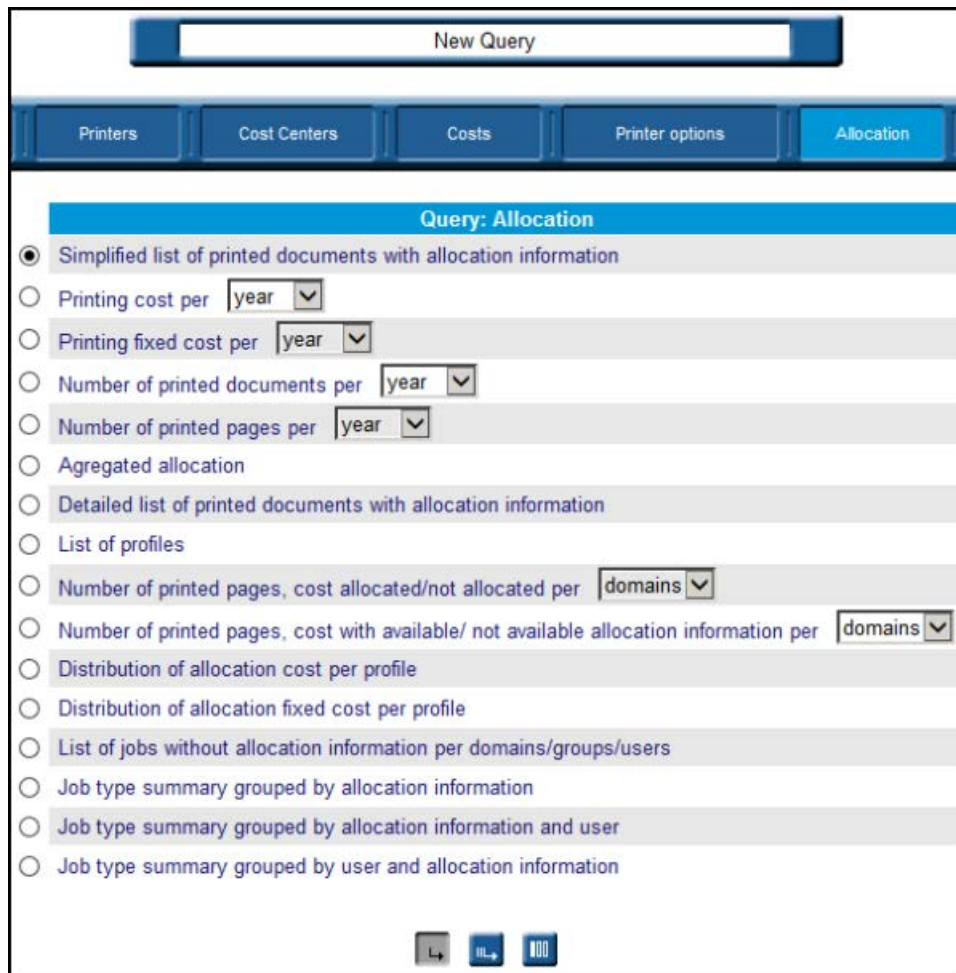 New Query
Printers Cost Centers Costs Printer options Allocation
Query: Allocation
Simplified list of printed documents with allocation information
Printing cost per year
Printing fixed cost per year
Number of printed documents per year
Number of printed pages per year
Agregated allocation
Detailed list of printed documents with allocation information
List of profiles
Number of printed pages, cost allocated/not allocated per domains
Number of printed pages, cost with available/ not available allocation information per domains
Distribution of allocation cost per profile
Distribution of allocation fixed cost per profile
List of jobs without allocation information per domains/groups/users
Job type summary grouped by allocation information
Job type summary grouped by allocation information and user
Job type summary grouped by user and allocation information